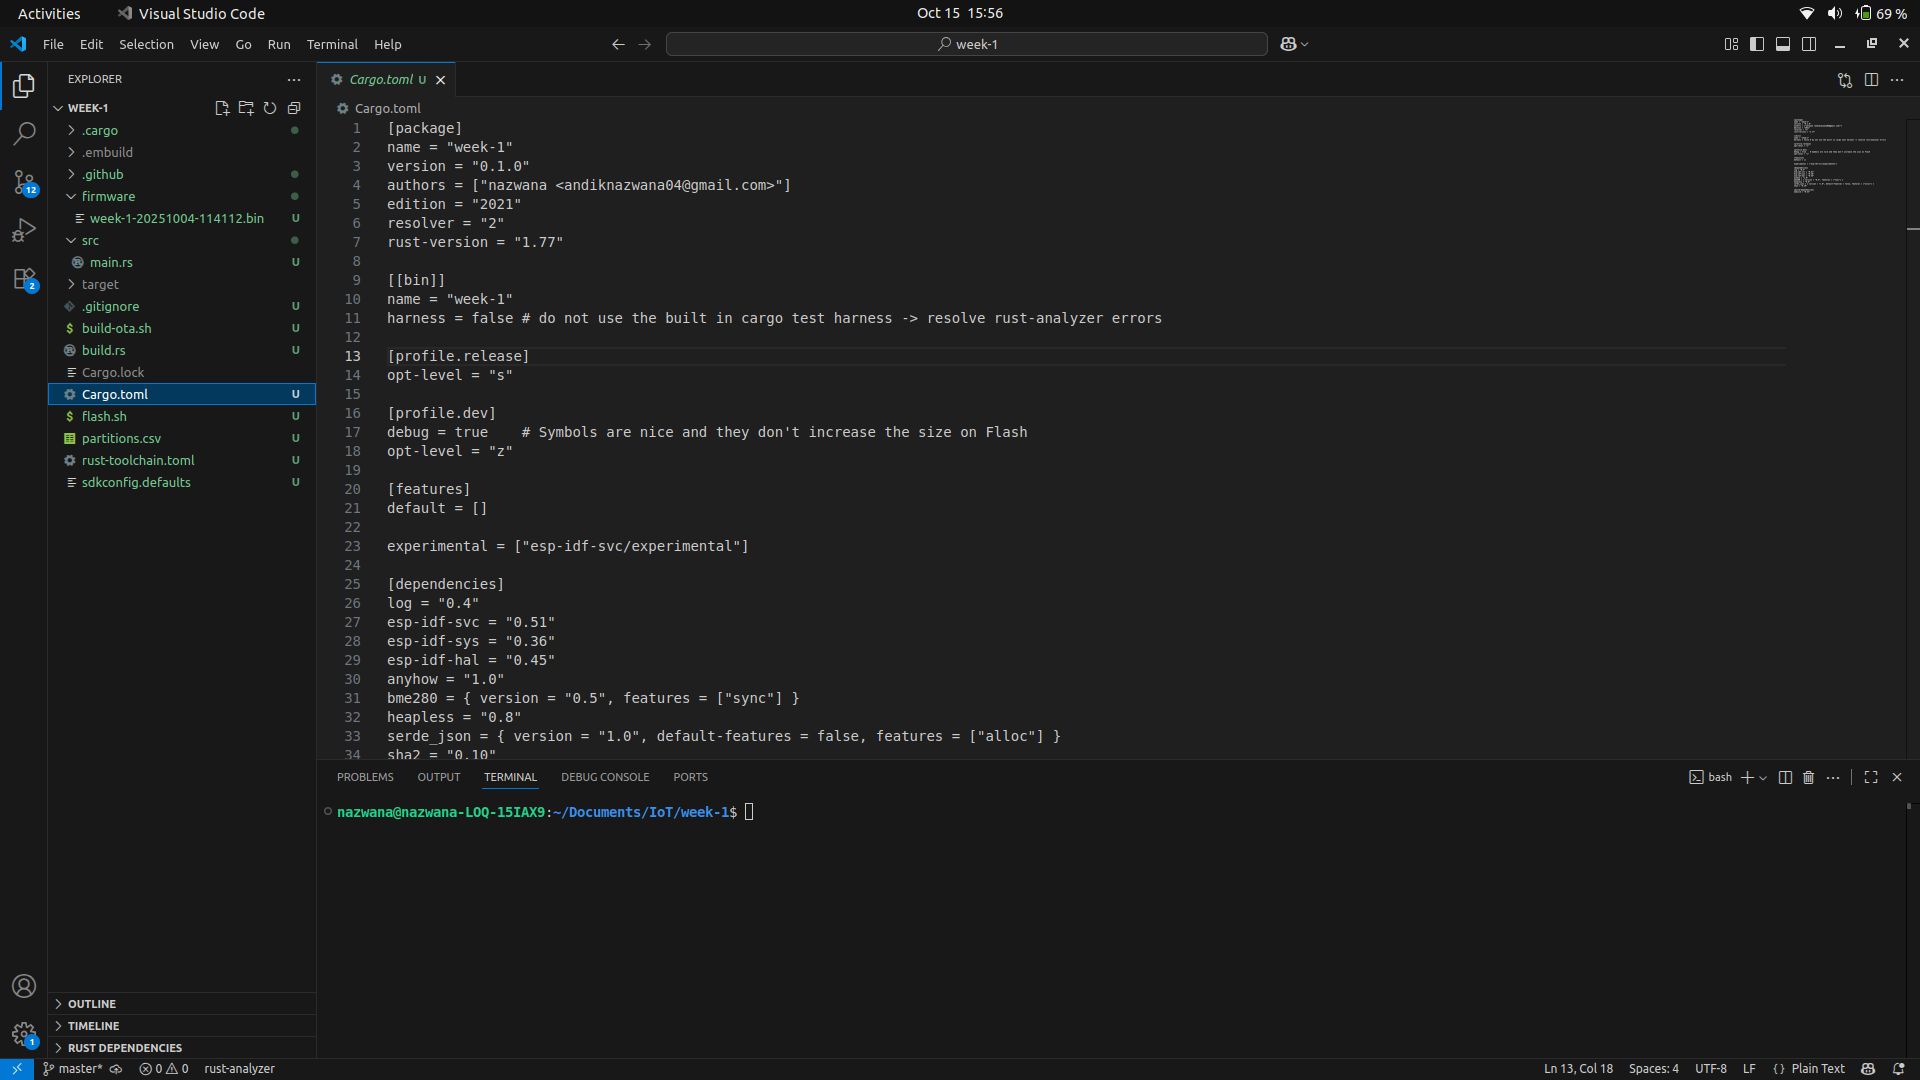 Activities
Visual Studio Code
Oct 15 15:56
69 %
File Edit Selection View Go Run Terminal Help
week-1
EXPLORER
WEEK-1
.cargo
.embuild
.github
firmware
week-1-20251004-114112.bin U
src
main.rs U
target
.gitignore U
build-ota.sh U
build.rs U
Cargo.lock
Cargo.toml U
flash.sh U
partitions.csv U
rust-toolchain.toml U
sdkconfig.defaults U
12
2
1
OUTLINE
TIMELINE
RUST DEPENDENCIES
Cargo.toml U
Cargo.toml
1 [package]
2 name = "week-1"
3 version = "0.1.0"
4 authors = ["nazwana <andiknazwana04@gmail.com>"]
5 edition = "2021"
6 resolver = "2"
7 rust-version = "1.77"
8
9 [[bin]]
10 name = "week-1"
11 harness = false # do not use the built in cargo test harness -> resolve rust-analyzer errors
12
13 [profile.release]
14 opt-level = "s"
15
16 [profile.dev]
17 debug = true    # Symbols are nice and they don't increase the size on Flash
18 opt-level = "z"
19
20 [features]
21 default = []
22
23 experimental = ["esp-idf-svc/experimental"]
24
25 [dependencies]
26 log = "0.4"
27 esp-idf-svc = "0.51"
28 esp-idf-sys = "0.36"
29 esp-idf-hal = "0.45"
30 anyhow = "1.0"
31 bme280 = { version = "0.5", features = ["sync"] }
32 heapless = "0.8"
33 serde_json = { version = "1.0", default-features = false, features = ["alloc"] }
34 sha2 = "0.10"
PROBLEMS OUTPUT TERMINAL DEBUG CONSOLE PORTS
bash
nazwana@nazwana-LOQ-15IAX9:~/Documents/IoT/week-1$
master* 0 0 rust-analyzer
Ln 13, Col 18 Spaces: 4 UTF-8 LF {} Plain Text